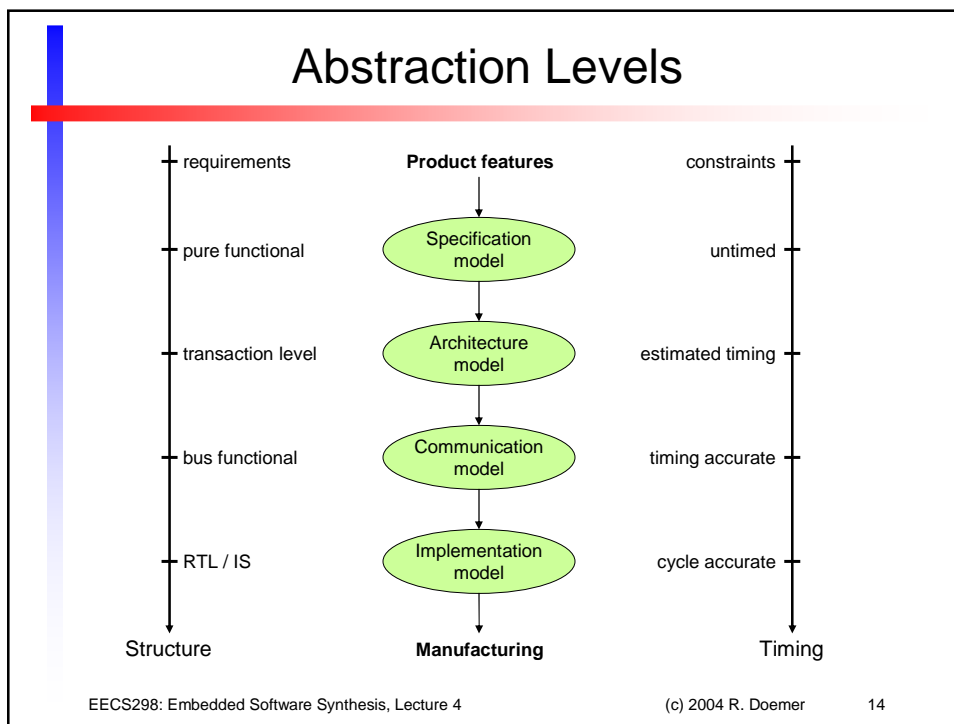 Abstraction Levels
requirements
Product features
constraints
pure functional
Specification
model
untimed
transaction level
Architecture
model
estimated timing
bus functional
Communication
model
timing accurate
RTL / IS
Implementation
model
cycle accurate
Structure
Manufacturing
Timing
EECS298: Embedded Software Synthesis, Lecture 4
(c) 2004 R. Doemer
14